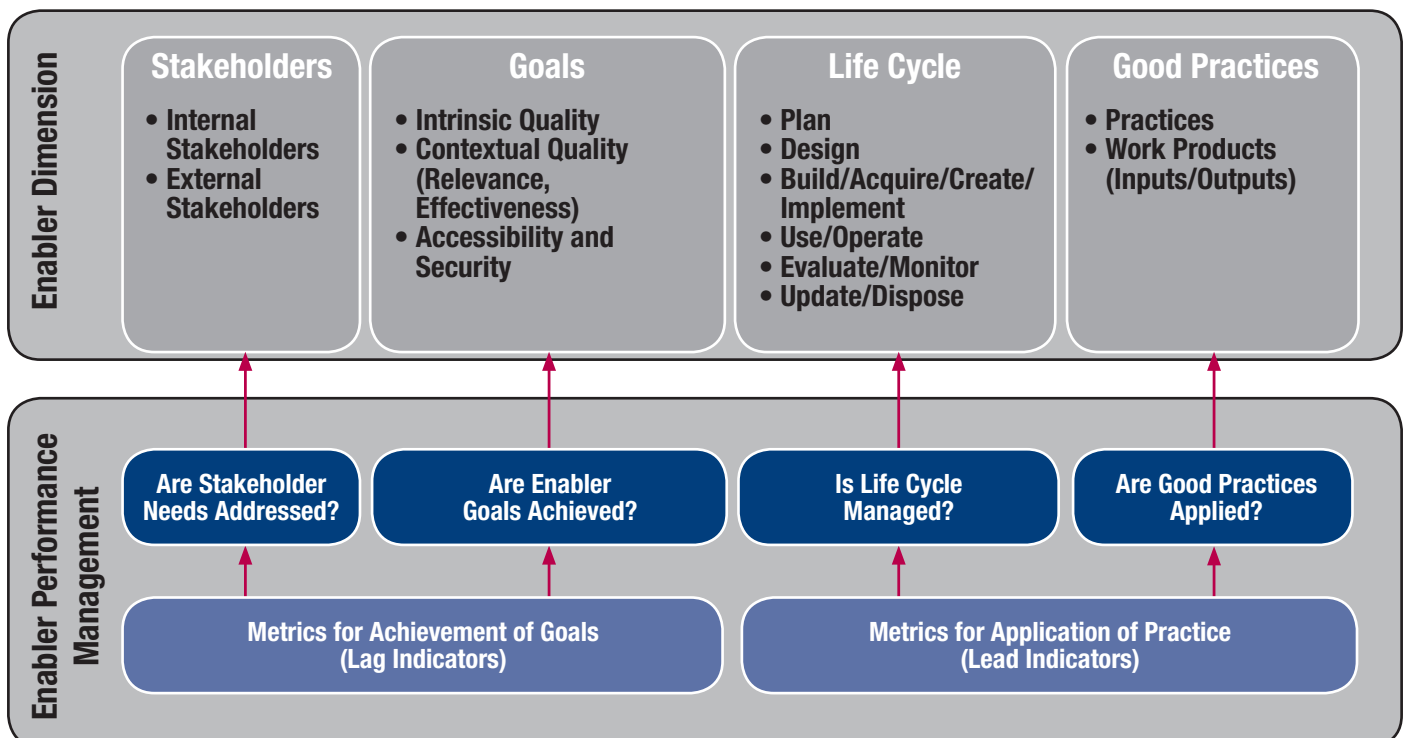 Enabler Dimension
Stakeholders
• Internal
Stakeholders
• External
Stakeholders
Goals
• Intrinsic Quality
• Contextual Quality
(Relevance,
Effectiveness)
• Accessibility and
Security
Life Cycle
• Plan
• Design
• Build/Acquire/Create/
Implement
• Use/Operate
• Evaluate/Monitor
• Update/Dispose
Good Practices
• Practices
• Work Products
(Inputs/Outputs)
Enabler Performance
Management
Are Stakeholder
Needs Addressed?
Are Enabler
Goals Achieved?
Is Life Cycle
Managed?
Are Good Practices
Applied?
Metrics for Achievement of Goals
(Lag Indicators)
Metrics for Application of Practice
(Lead Indicators)